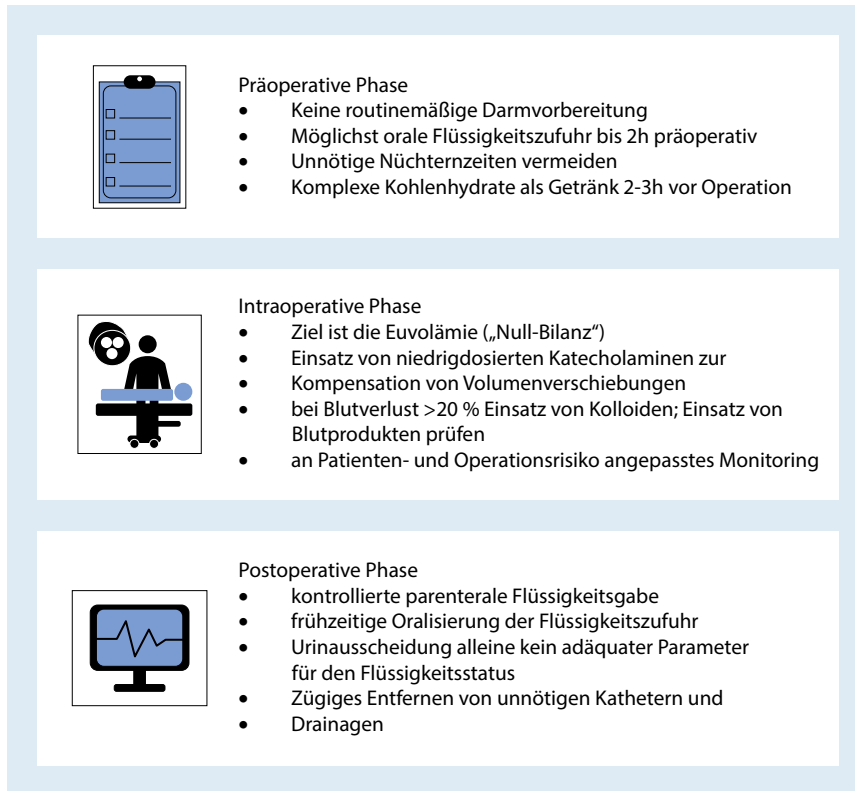 Präoperative Phase
• Keine routinemäßige Darmvorbereitung
• Möglichst orale Flüssigkeitszufuhr bis 2h präoperativ
• Unnötige Nüchternzeiten vermeiden
• Komplexe Kohlenhydrate als Getränk 2-3h vor Operation
Intraoperative Phase
• Ziel ist die Euvolämie („Null-Bilanz“)
• Einsatz von niedrigdosierten Katecholaminen zur
• Kompensation von Volumenverschiebungen
• bei Blutverlust >20 % Einsatz von Kolloiden; Einsatz von
Blutprodukten prüfen
• an Patienten- und Operationsrisiko angepasstes Monitoring
Postoperative Phase
• kontrollierte parenterale Flüssigkeitsgabe
• frühzeitige Oralisierung der Flüssigkeitszufuhr
• Urinausscheidung alleine kein adäquater Parameter
für den Flüssigkeitsstatus
• Zügiges Entfernen von unnötigen Kathetern und
• Drainagen